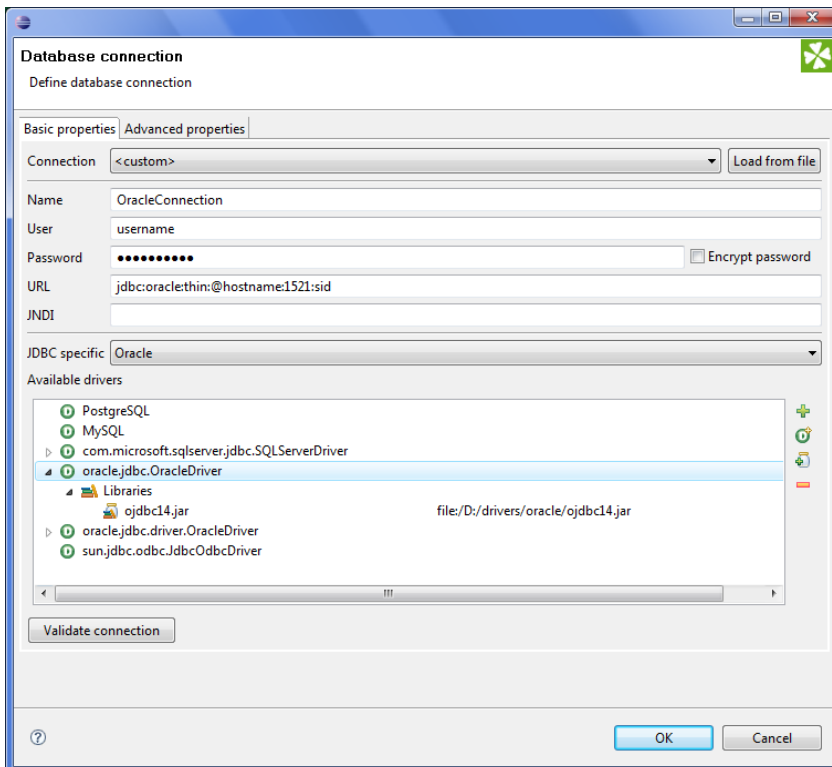 Database connection
Define database connection
Basic properties Advanced properties
Connection <custom> Load from file
Name OracleConnection
User username
Password ●●●●●●●●●● Encrypt password
URL jdbc:oracle:thin:@hostname:1521:sid
JNDI
JDBC specific Oracle
Available drivers
PostgreSQL
MySQL
com.microsoft.sqlserver.jdbc.SQLServerDriver
oracle.jdbc.OracleDriver
Libraries
ojdbc14.jar file:/D:/drivers/oracle/ojdbc14.jar
oracle.jdbc.driver.OracleDriver
sun.jdbc.odbc.JdbcOdbcDriver
Validate connection
OK Cancel